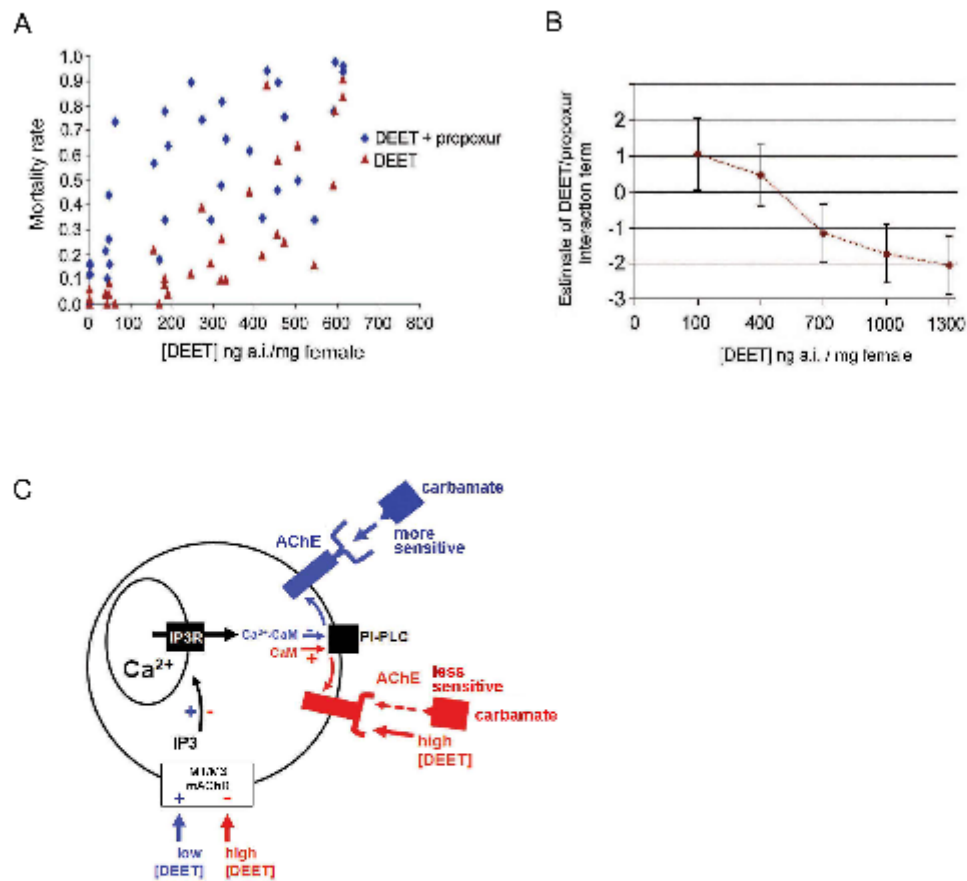 A
1.0
0.9
0.8
0.7
0.6
0.5
0.4
0.3
0.2
0.1
0.0
Mortality rate
0 100 200 300 400 500 600 700 800
[DEET] ng a.i./mg female
DEET + propoxur
DEET
B
2
1
0
-1
-2
-3
Estimate of DEET/propoxur
interaction term
0 100 400 700 1000 1300
[DEET] ng a.i. / mg female
C
carbamate
AChE
more
sensitive
IP3R
Ca2+-CaM -
PI-PLC
CaM
+
Ca2+
AChE less
sensitive
carbamate
+ -
IP3
high
[DEET]
M1/M3
mAChR
+ -
low high
[DEET] [DEET]